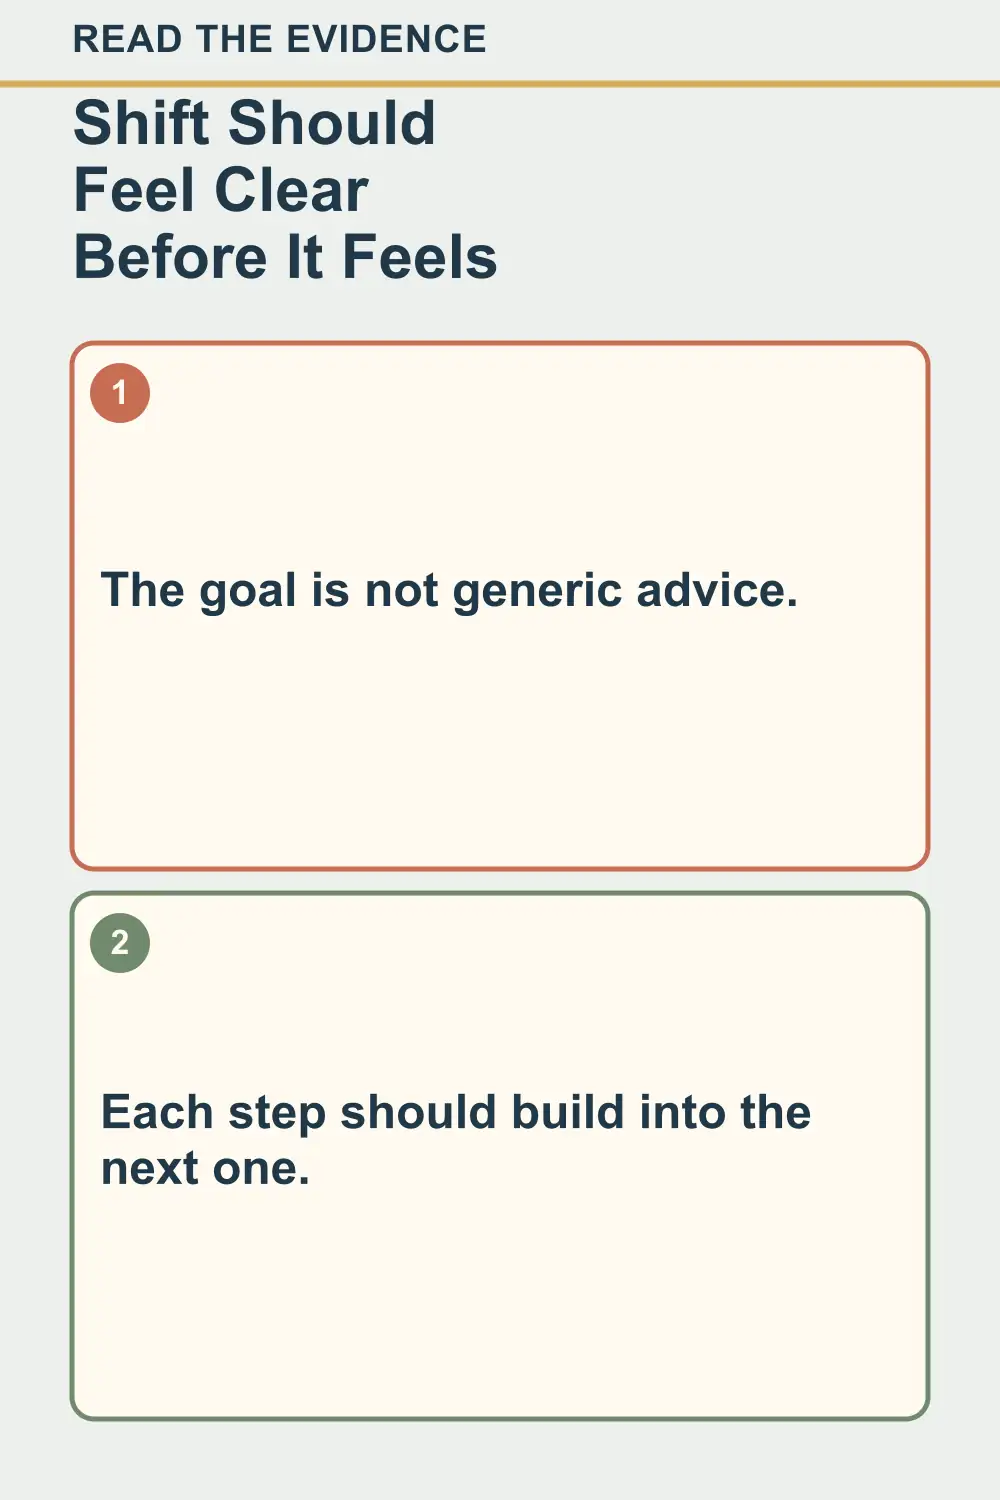 READ THE EVIDENCE
Shift Should
Feel Clear
Before It Feels
1
The goal is not generic advice.
2
Each step should build into the
next one.